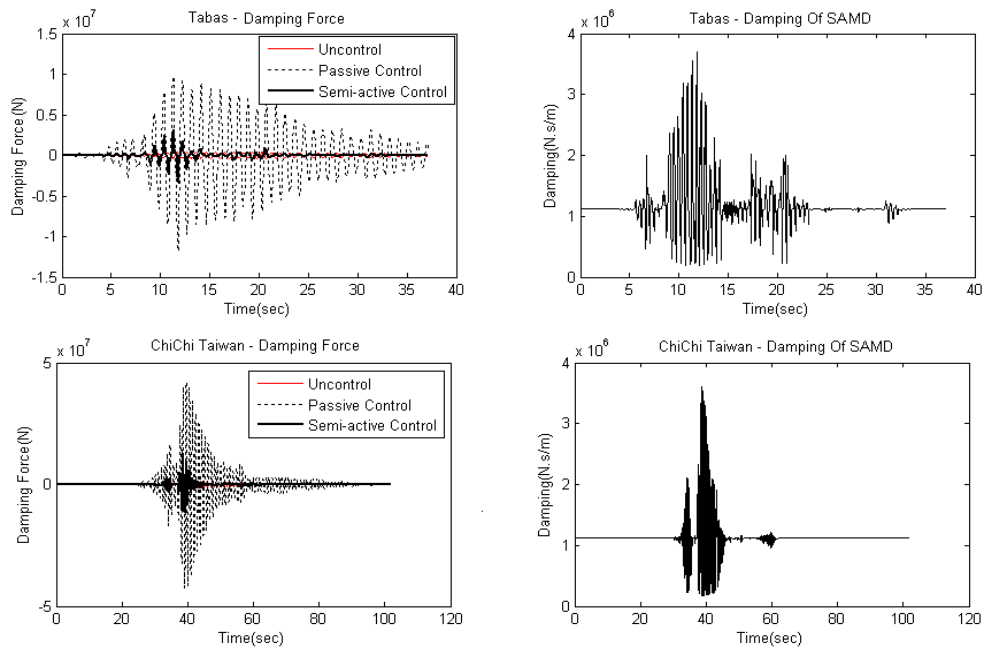 Tabas - Damping Force
x 10^7
Damping Force (N)
1.5
1
0.5
0
-0.5
-1
-1.5
Uncontrol
Passive Control
Semi-active Control
0 5 10 15 20 25 30 35 40
Time(sec)
Tabas - Damping Of SAMD
x 10^6
Damping(N.s/m)
4
3
2
1
0
0 5 10 15 20 25 30 35 40
Time(sec)
ChiChi Taiwan - Damping Force
x 10^7
Damping Force(N)
5
0
-5
Uncontrol
Passive Control
Semi-active Control
0 20 40 60 80 100 120
Time(sec)
ChiChi Taiwan - Damping Of SAMD
x 10^6
Damping(N.s/m)
4
3
2
1
0
0 20 40 60 80 100 120
Time(sec)